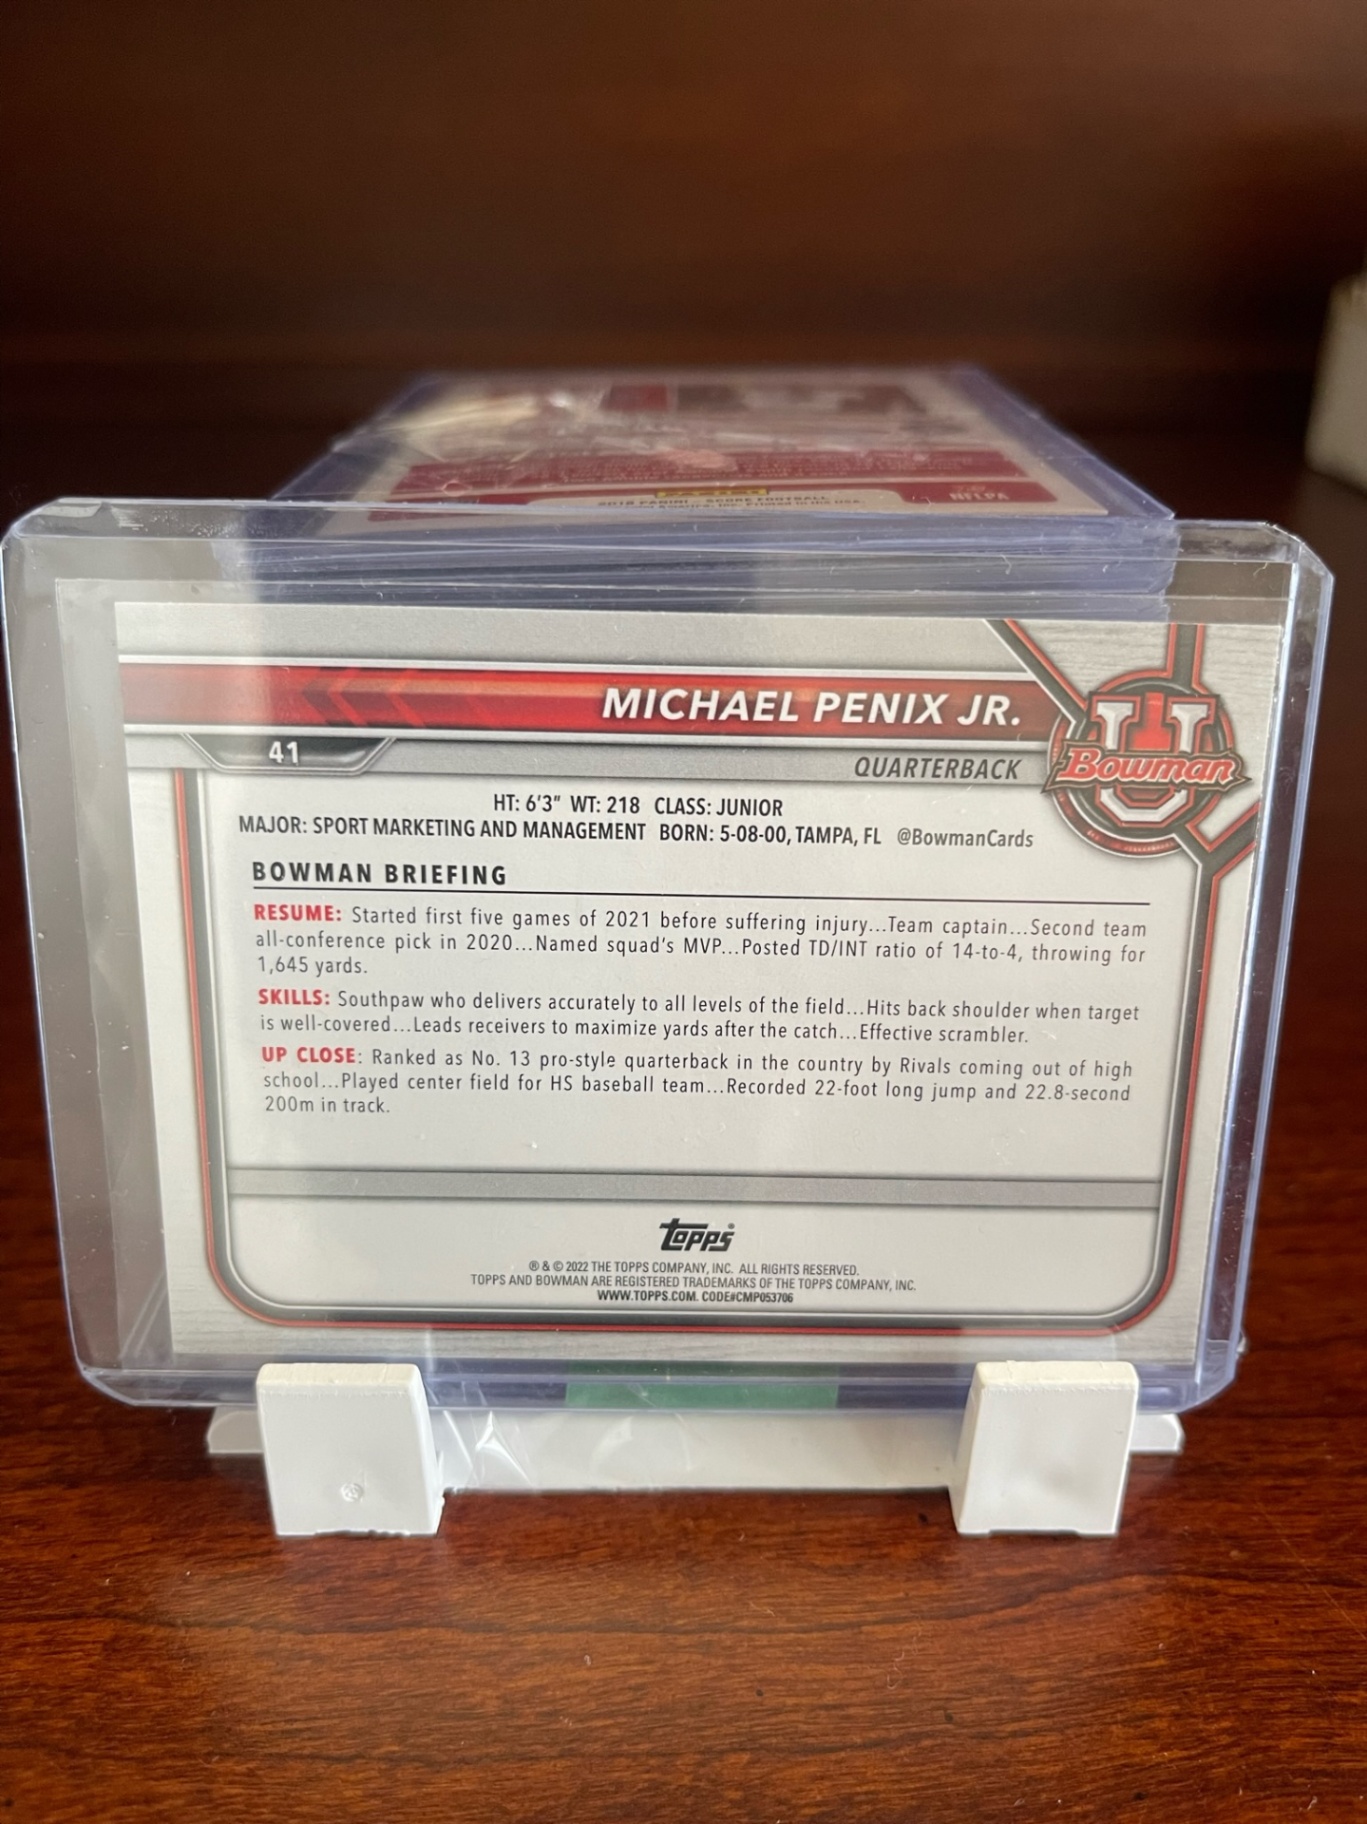 PANINI
2018 PANINI - SCORE FOOTBALL
NFLPA
MICHAEL PENIX JR.
41
QUARTERBACK
U
Bowman
HT: 6'3" WT: 218 CLASS: JUNIOR
MAJOR: SPORT MARKETING AND MANAGEMENT BORN: 5-08-00, TAMPA, FL @BowmanCards
BOWMAN BRIEFING
RESUME: Started first five games of 2021 before suffering injury...Team captain...Second team
all-conference pick in 2020...Named squad's MVP...Posted TD/INT ratio of 14-to-4, throwing for
1,645 yards.
SKILLS: Southpaw who delivers accurately to all levels of the field...Hits back shoulder when target
is well-covered...Leads receivers to maximize yards after the catch...Effective scrambler.
UP CLOSE: Ranked as No. 13 pro-style quarterback in the country by Rivals coming out of high
school...Played center field for HS baseball team...Recorded 22-foot long jump and 22.8-second
200m in track.
Topps
® & © 2022 THE TOPPS COMPANY, INC. ALL RIGHTS RESERVED.
TOPPS AND BOWMAN ARE REGISTERED TRADEMARKS OF THE TOPPS COMPANY, INC.
WWW.TOPPS.COM. CODE#CMP053706